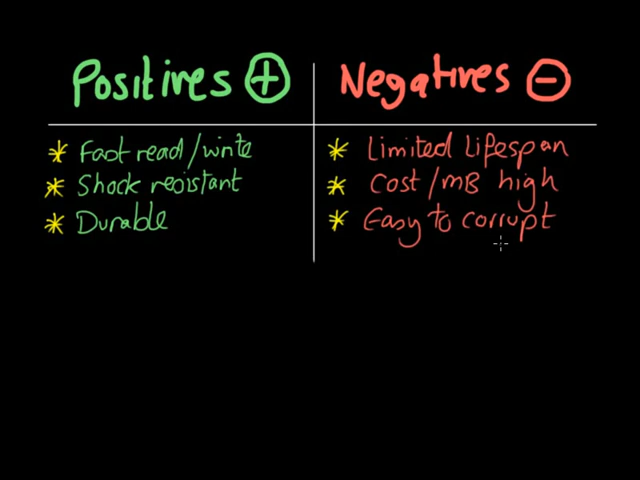 Positives +
Negatives -
* Fast read/write
* Shock resistant
* Durable
* Limited Lifespan
* Cost/MB high
* Easy to corrupt